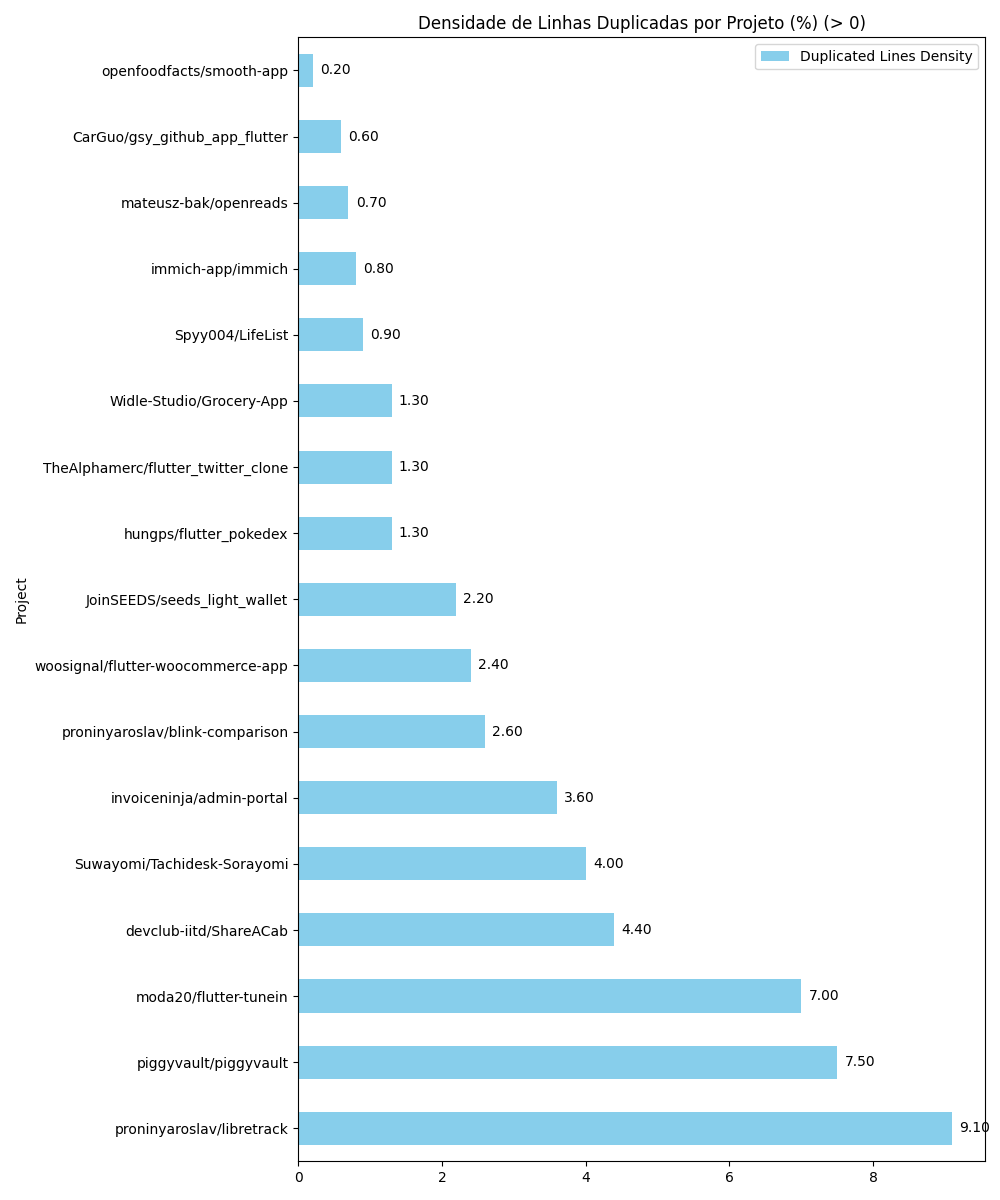 Densidade de Linhas Duplicadas por Projeto (%) (> 0)
Duplicated Lines Density
Project
openfoodfacts/smooth-app 0.20
CarGuo/gsy_github_app_flutter 0.60
mateusz-bak/openreads 0.70
immich-app/immich 0.80
Spyy004/LifeList 0.90
Widle-Studio/Grocery-App 1.30
TheAlphamerc/flutter_twitter_clone 1.30
hungps/flutter_pokedex 1.30
JoinSEEDS/seeds_light_wallet 2.20
woosignal/flutter-woocommerce-app 2.40
proninyaroslav/blink-comparison 2.60
invoiceninja/admin-portal 3.60
Suwayomi/Tachidesk-Sorayomi 4.00
devclub-iitd/ShareACab 4.40
moda20/flutter-tunein 7.00
piggyvault/piggyvault 7.50
proninyaroslav/libretrack 9.10
0 2 4 6 8